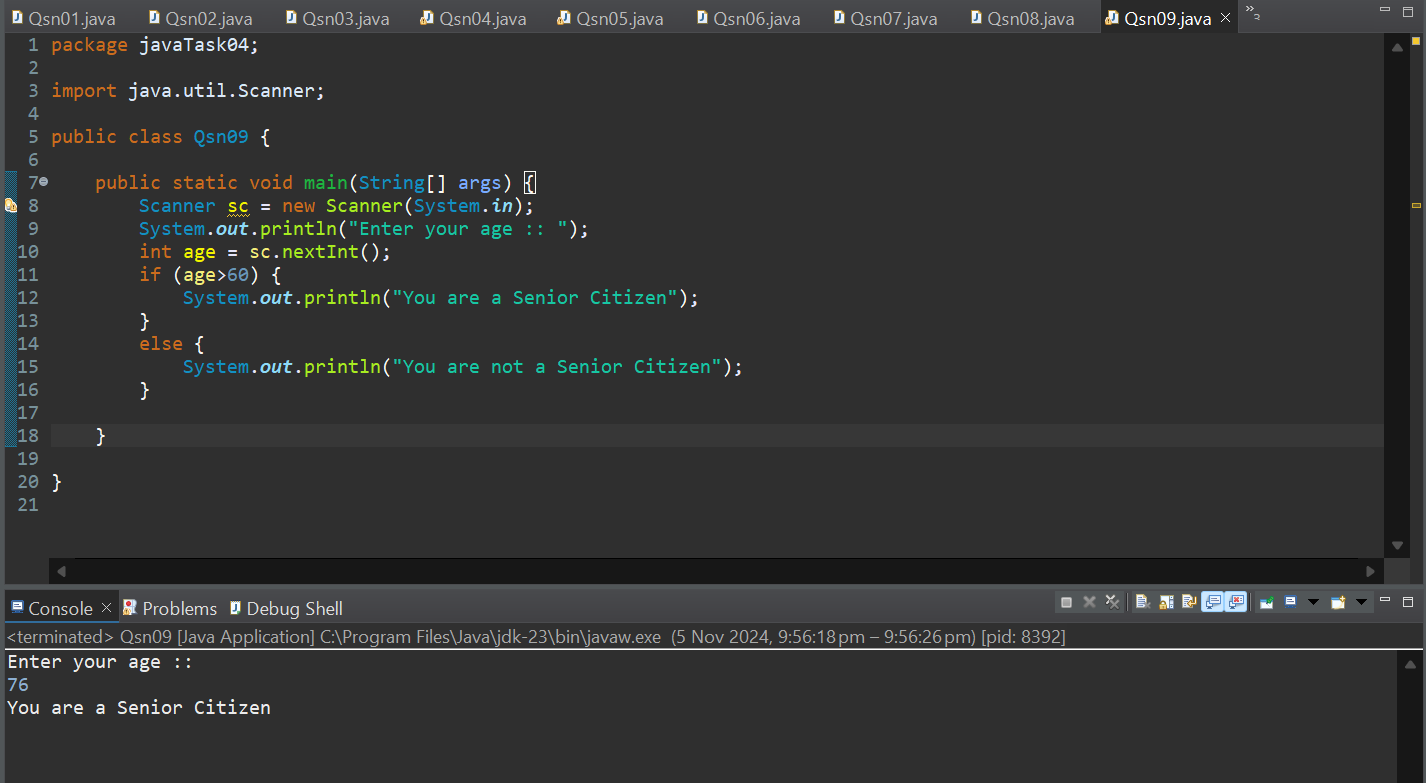 Qsn01.java Qsn02.java Qsn03.java Qsn04.java Qsn05.java Qsn06.java Qsn07.java Qsn08.java Qsn09.java × »3
1 package javaTask04;
2
3 import java.util.Scanner;
4
5 public class Qsn09 {
6
7     public static void main(String[] args) {
8         Scanner sc = new Scanner(System.in);
9         System.out.println("Enter your age :: ");
10         int age = sc.nextInt();
11         if (age>60) {
12             System.out.println("You are a Senior Citizen");
13         }
14         else {
15             System.out.println("You are not a Senior Citizen");
16         }
17
18     }
19
20 }
21
Console × Problems Debug Shell
<terminated> Qsn09 [Java Application] C:\Program Files\Java\jdk-23\bin\javaw.exe (5 Nov 2024, 9:56:18 pm – 9:56:26 pm) [pid: 8392]
Enter your age ::
76
You are a Senior Citizen